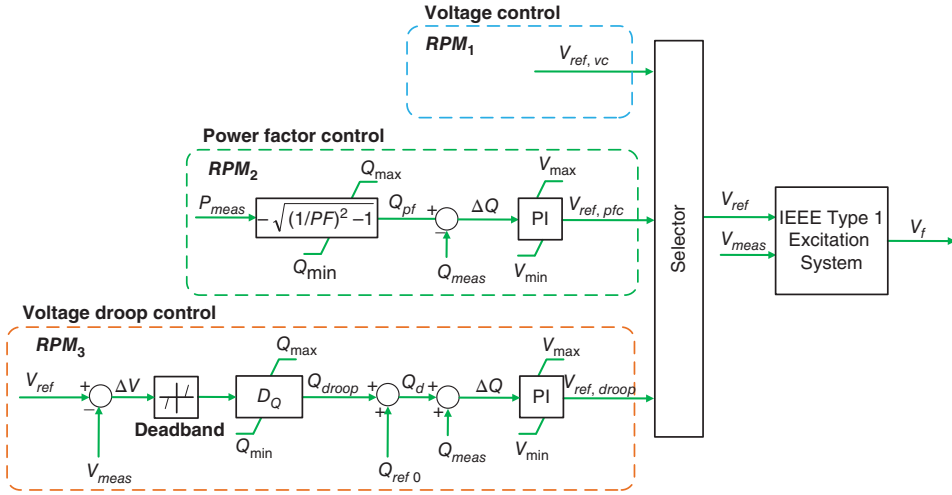 Voltage control
RPM1
Vref, vc
Power factor control
RPM2
Qmax
Vmax
Pmeas
−√(1/PF)² −1
Qpf
+
−
ΔQ
PI
Vref, pfc
Qmin
Qmeas
Vmin
Selector
Vref
Vmeas
IEEE Type 1
Excitation
System
Vf
Voltage droop control
RPM3
Qmax
Vmax
Vref
+
−
ΔV
DQ
Qdroop
+
+
Qd
+
+
ΔQ
PI
Vref, droop
Deadband
Qmin
Vmin
Vmeas
Qref 0
Qmeas